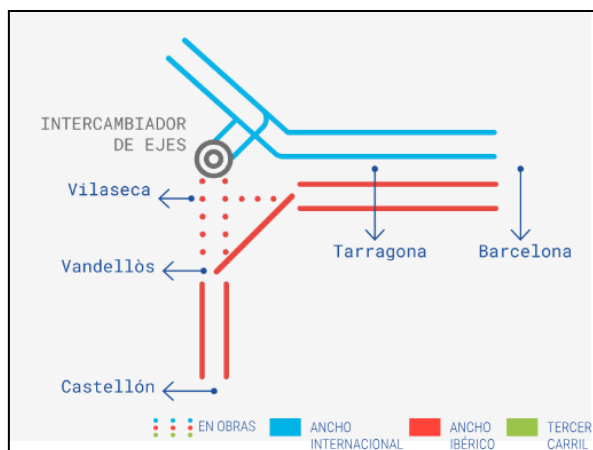 INTERCAMBIADOR
DE EJES
Vilaseca
Vandellòs
Tarragona
Barcelona
Castellón
EN OBRAS
ANCHO
INTERNACIONAL
ANCHO
IBÉRICO
TERCER
CARRIL